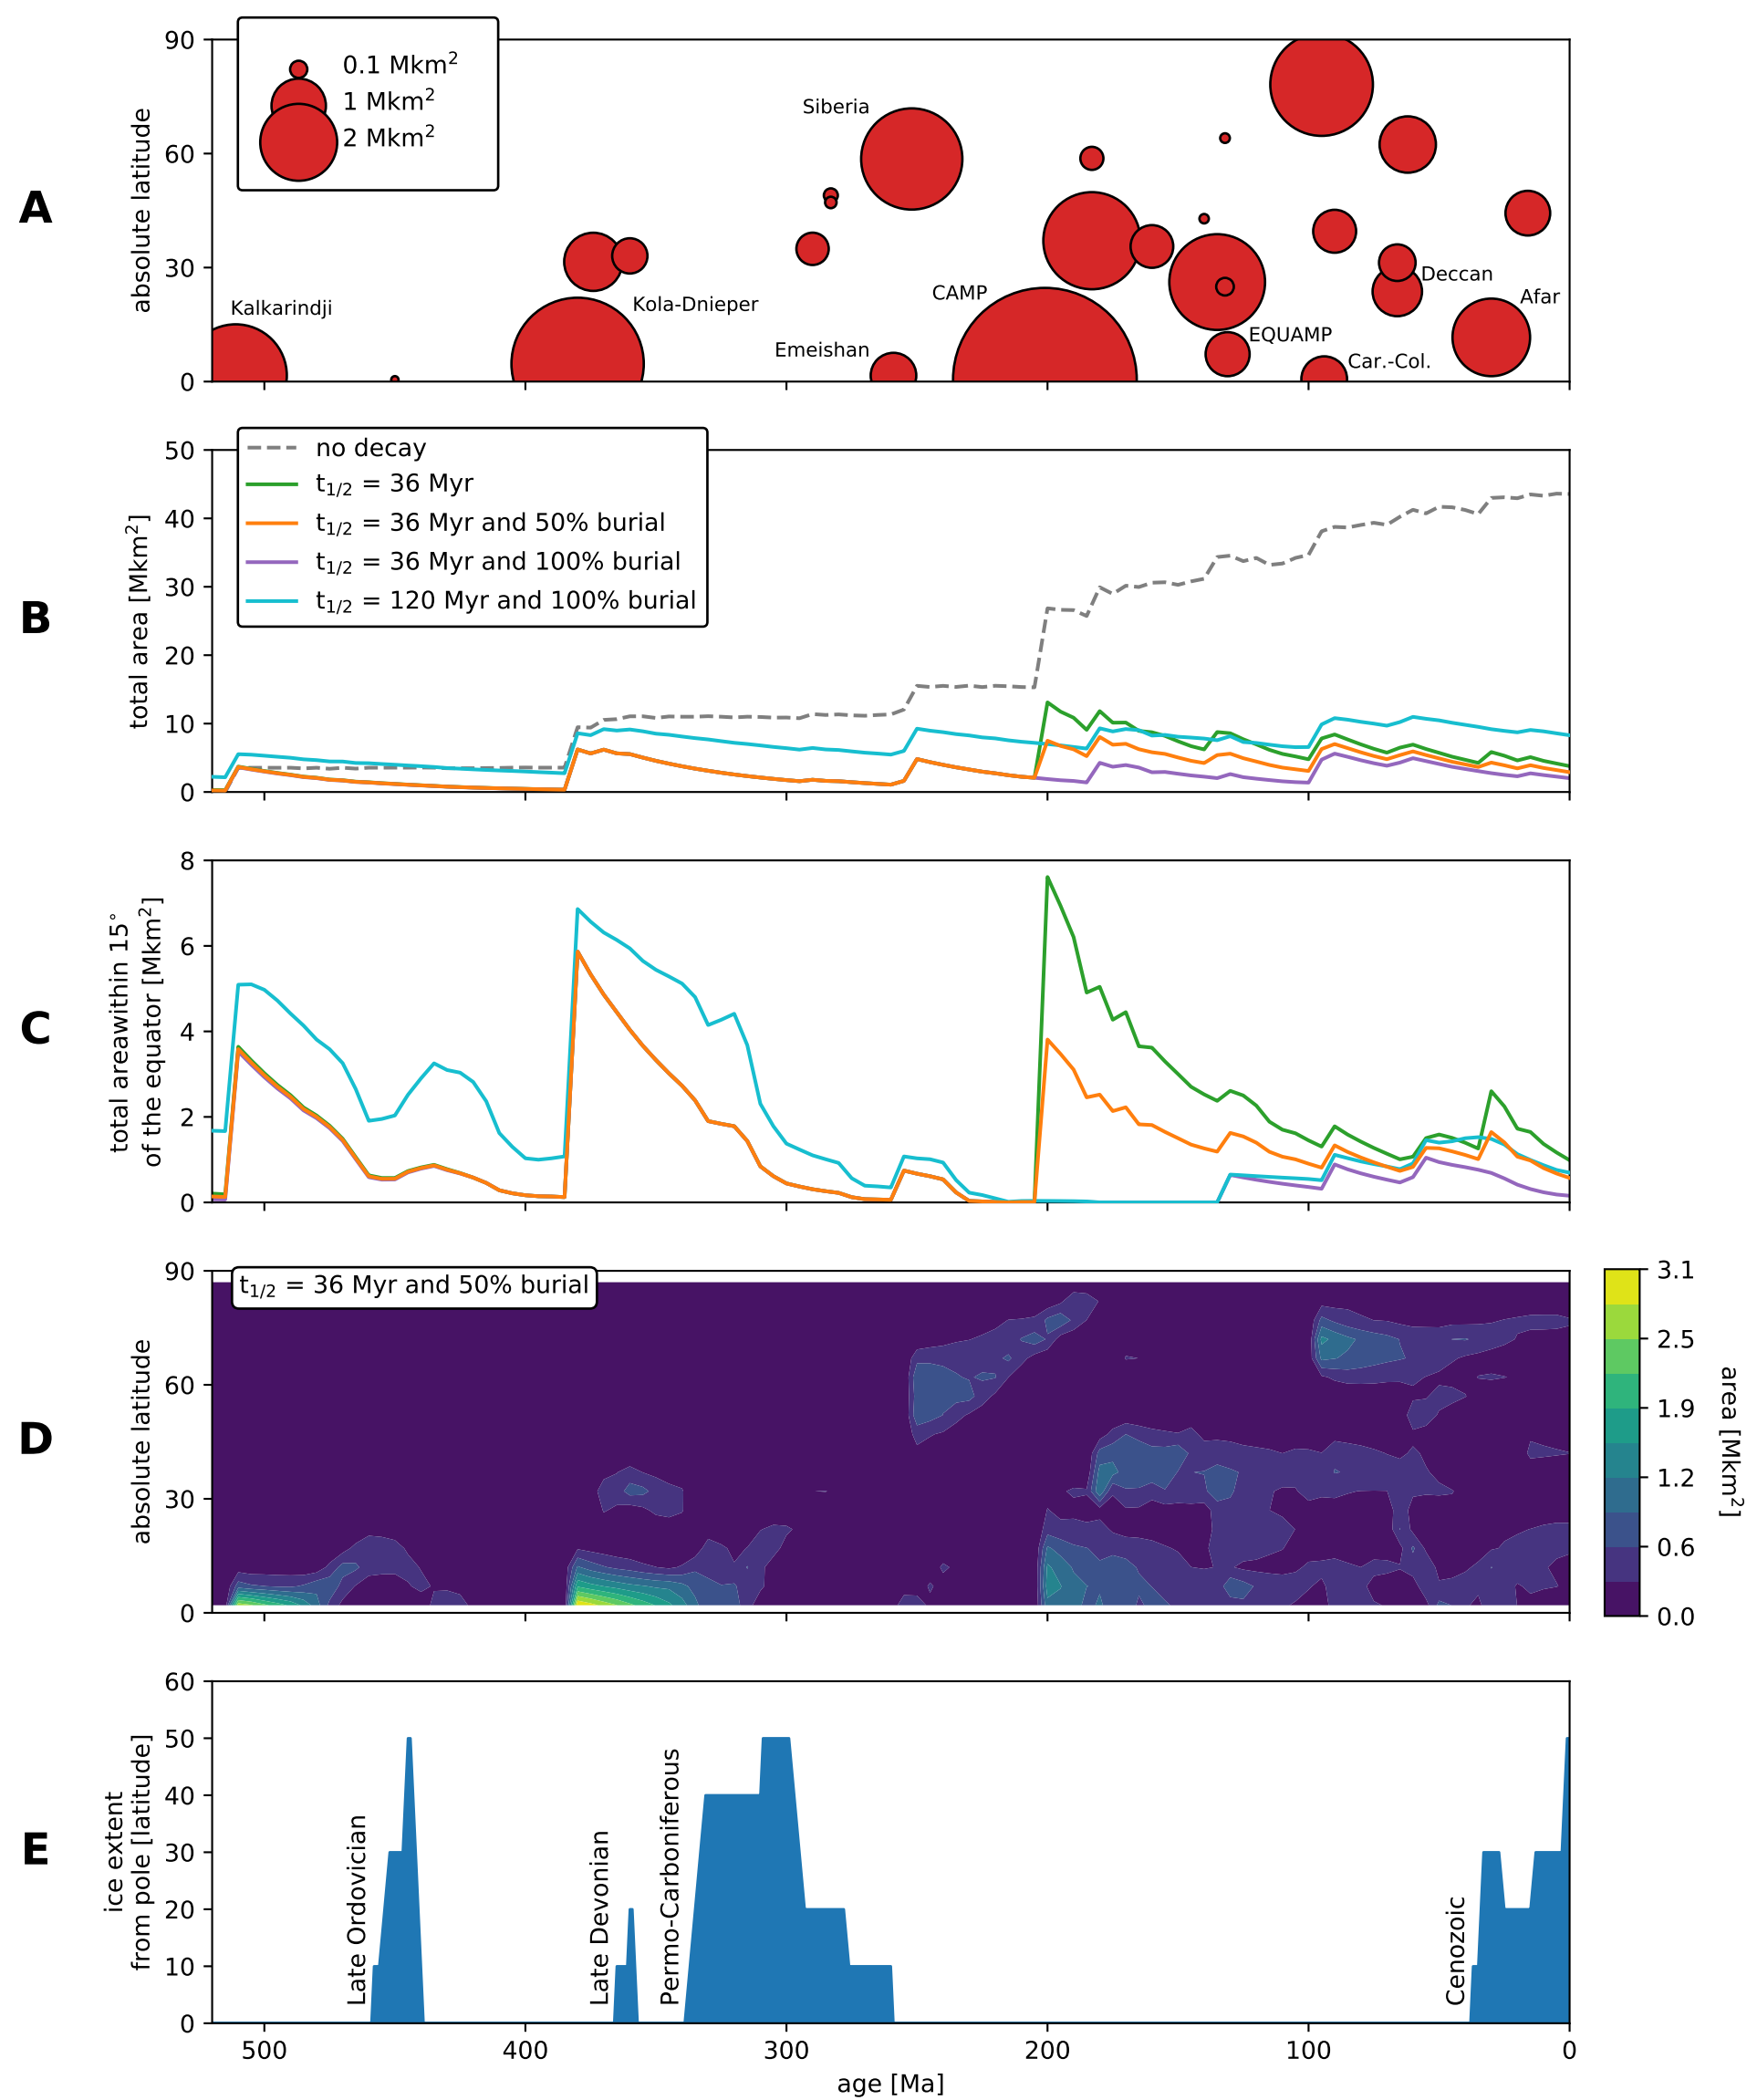 A
absolute latitude
90
60
30
0
0.1 Mkm²
1 Mkm²
2 Mkm²
Siberia
Kalkarindji
Kola-Dnieper
Emeishan
CAMP
EQUAMP
Car.-Col.
Deccan
Afar
B
total area [Mkm²]
50
40
30
20
10
0
no decay
t₁/₂ = 36 Myr
t₁/₂ = 36 Myr and 50% burial
t₁/₂ = 36 Myr and 100% burial
t₁/₂ = 120 Myr and 100% burial
C
total areawithin 15°
of the equator [Mkm²]
8
6
4
2
0
D
absolute latitude
90
60
30
0
t₁/₂ = 36 Myr and 50% burial
3.1
2.5
1.9
1.2
0.6
0.0
area [Mkm²]
E
ice extent
from pole [latitude]
60
50
40
30
20
10
0
Late Ordovician
Late Devonian
Permo-Carboniferous
Cenozoic
500
400
300
200
100
0
age [Ma]